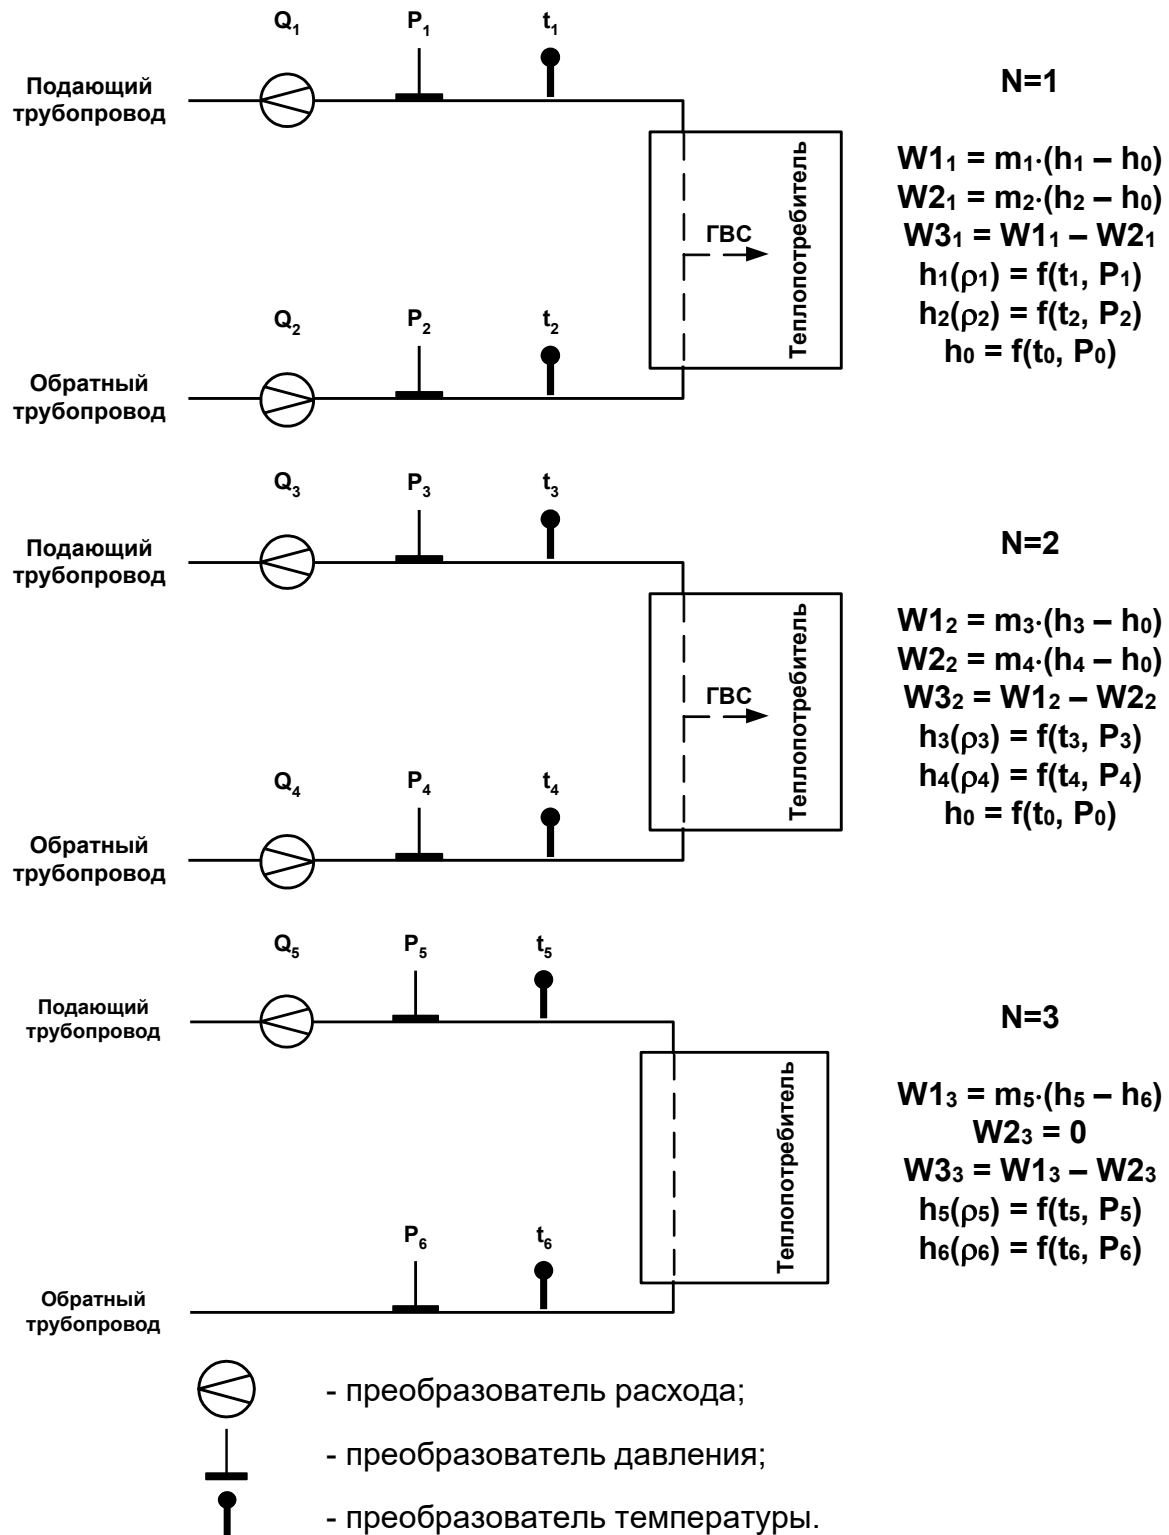 Q₁ P₁ t₁
Подающий
трубопровод
N=1
W1₁ = m₁·(h₁ – h₀)
W2₁ = m₂·(h₂ – h₀)
W3₁ = W1₁ – W2₁
h₁(ρ₁) = f(t₁, P₁)
h₂(ρ₂) = f(t₂, P₂)
h₀ = f(t₀, P₀)
ГВС
Теплопотребитель
Q₂ P₂ t₂
Обратный
трубопровод
Q₃ P₃ t₃
Подающий
трубопровод
N=2
W1₂ = m₃·(h₃ – h₀)
W2₂ = m₄·(h₄ – h₀)
W3₂ = W1₂ – W2₂
h₃(ρ₃) = f(t₃, P₃)
h₄(ρ₄) = f(t₄, P₄)
h₀ = f(t₀, P₀)
ГВС
Теплопотребитель
Q₄ P₄ t₄
Обратный
трубопровод
Q₅ P₅ t₅
Подающий
трубопровод
N=3
W1₃ = m₅·(h₅ – h₆)
W2₃ = 0
W3₃ = W1₃ – W2₃
h₅(ρ₅) = f(t₅, P₅)
h₆(ρ₆) = f(t₆, P₆)
Теплопотребитель
P₆ t₆
Обратный
трубопровод
- преобразователь расхода;
- преобразователь давления;
- преобразователь температуры.